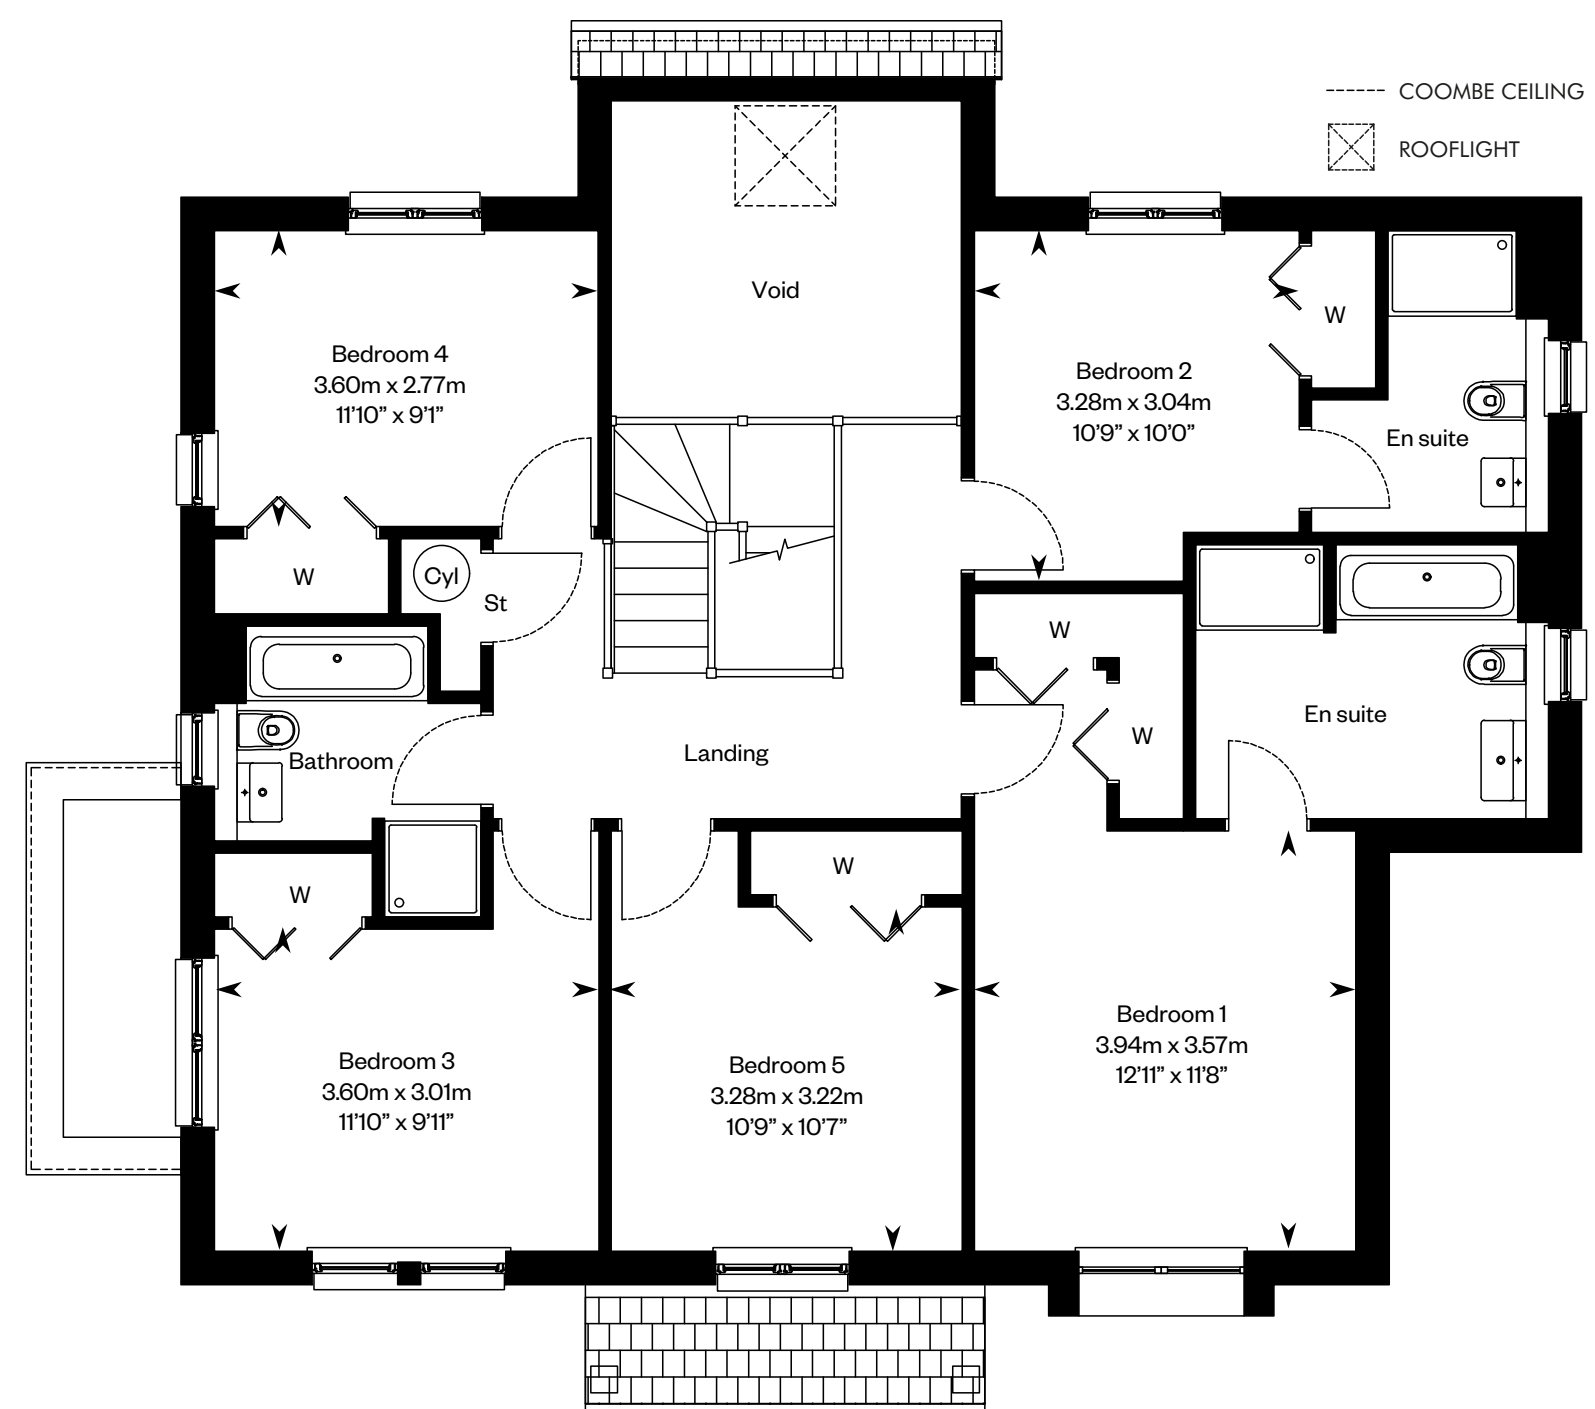 COOMBE CEILING
ROOFLIGHT
Void
Bedroom 4
3.60m x 2.77m
11’10” x 9’1”
W
Bedroom 2
3.28m x 3.04m
10’9” x 10’0”
En suite
W
Cyl
St
W
W
En suite
Bathroom
Landing
W
W
Bedroom 3
3.60m x 3.01m
11’10” x 9’11”
Bedroom 5
3.28m x 3.22m
10’9” x 10’7”
Bedroom 1
3.94m x 3.57m
12’11” x 11’8”